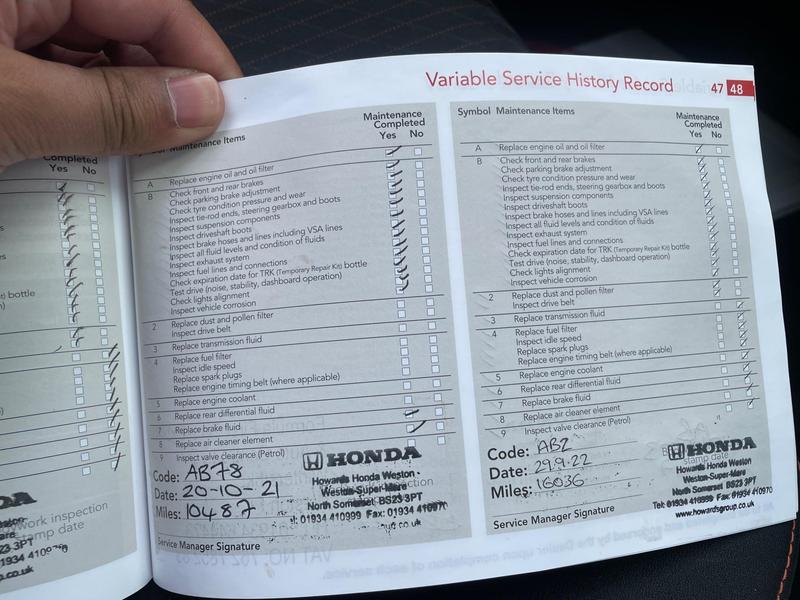 Variable Service History Record 47 48
Completed
Yes No
bottle
work inspection
stamp date
23 3PT
01934 4109
.co.uk
Maintenance Items
Maintenance
Completed
Yes No
A Replace engine oil and oil filter
B Check front and rear brakes
Check parking brake adjustment
Check tyre condition pressure and wear
Inspect tie-rod ends, steering gearbox and boots
Inspect suspension components
Inspect driveshaft boots
Inspect brake hoses and lines including VSA lines
Inspect all fluid levels and condition of fluids
Inspect exhaust system
Inspect fuel lines and connections
Check expiration date for TRK (Temporary Repair Kit) bottle
Test drive (noise, stability, dashboard operation)
Check lights alignment
Inspect vehicle corrosion
2 Replace dust and pollen filter
Inspect drive belt
3 Replace transmission fluid
4 Replace fuel filter
Inspect idle speed
Replace spark plugs
Replace engine timing belt (where applicable)
5 Replace engine coolant
6 Replace rear differential fluid
7 Replace brake fluid
8 Replace air cleaner element
9 Inspect valve clearance (Petrol)
Code: AB78
Date: 20-10-21
Miles: 10487
HONDA
Howards Honda Weston-
Weston-Super-Mare
North Somerset BS23 3PT
Tel: 01934 410999 Fax: 01934 410970
Service Manager Signature
Symbol Maintenance Items
Maintenance
Completed
Yes No
A Replace engine oil and oil filter
B Check front and rear brakes
Check parking brake adjustment
Check tyre condition pressure and wear
Inspect tie-rod ends, steering gearbox and boots
Inspect suspension components
Inspect driveshaft boots
Inspect brake hoses and lines including VSA lines
Inspect all fluid levels and condition of fluids
Inspect exhaust system
Inspect fuel lines and connections
Check expiration date for TRK (Temporary Repair Kit) bottle
Test drive (noise, stability, dashboard operation)
Check lights alignment
Inspect vehicle corrosion
2 Replace dust and pollen filter
Inspect drive belt
3 Replace transmission fluid
4 Replace fuel filter
Inspect idle speed
Replace spark plugs
Replace engine timing belt (where applicable)
5 Replace engine coolant
6 Replace rear differential fluid
7 Replace brake fluid
8 Replace air cleaner element
9 Inspect valve clearance (Petrol)
Code: AB2
Date: 29.9.22
Miles: 16036
HONDA
stamp date
Howards Honda Weston
Weston-Super-Mare
North Somerset BS23 3PT
Tel: 01934 410999 Fax: 01934 410970
www.howardsgroup.co.uk
Service Manager Signature